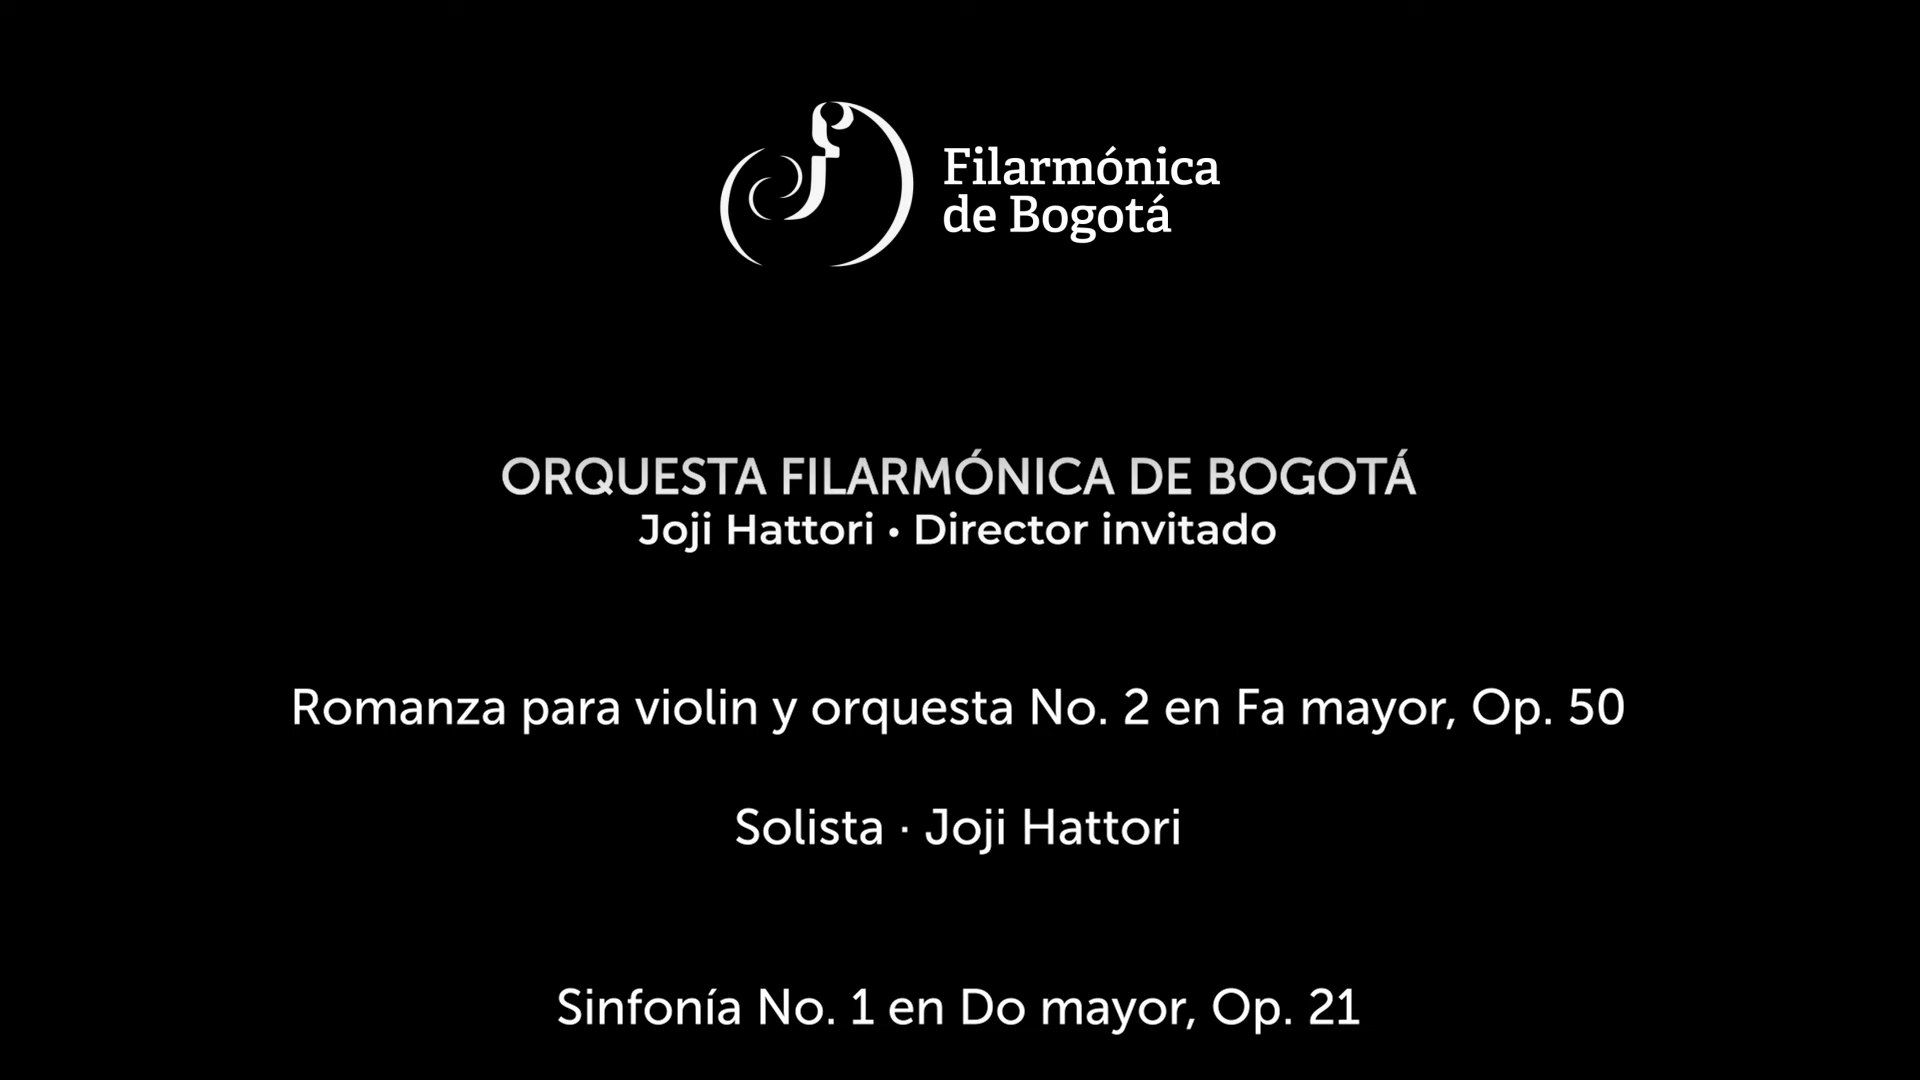 Filarmónica
de Bogotá
ORQUESTA FILARMÓNICA DE BOGOTÁ
Joji Hattori • Director invitado
Romanza para violin y orquesta No. 2 en Fa mayor, Op. 50
Solista · Joji Hattori
Sinfonía No. 1 en Do mayor, Op. 21